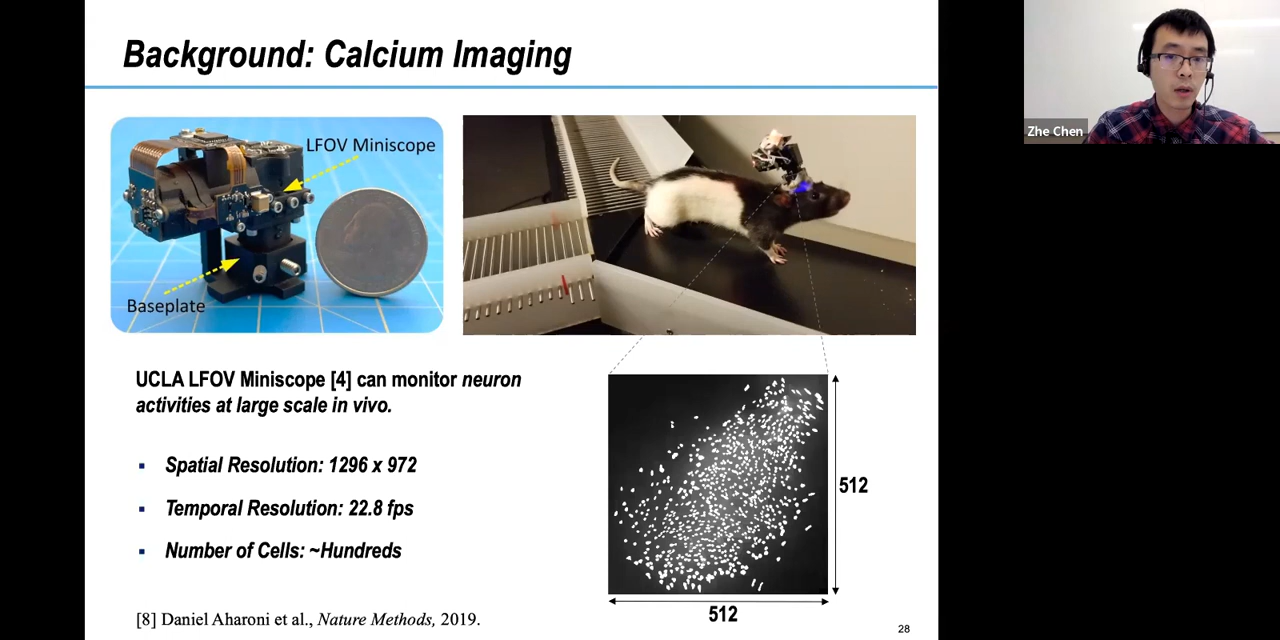 Background: Calcium Imaging
LFOV Miniscope
Baseplate
Zhe Chen
UCLA LFOV Miniscope [4] can monitor neuron
activities at large scale in vivo.
▪ Spatial Resolution: 1296 x 972
▪ Temporal Resolution: 22.8 fps
▪ Number of Cells: ~Hundreds
512
512
[8] Daniel Aharoni et al., Nature Methods, 2019.
28